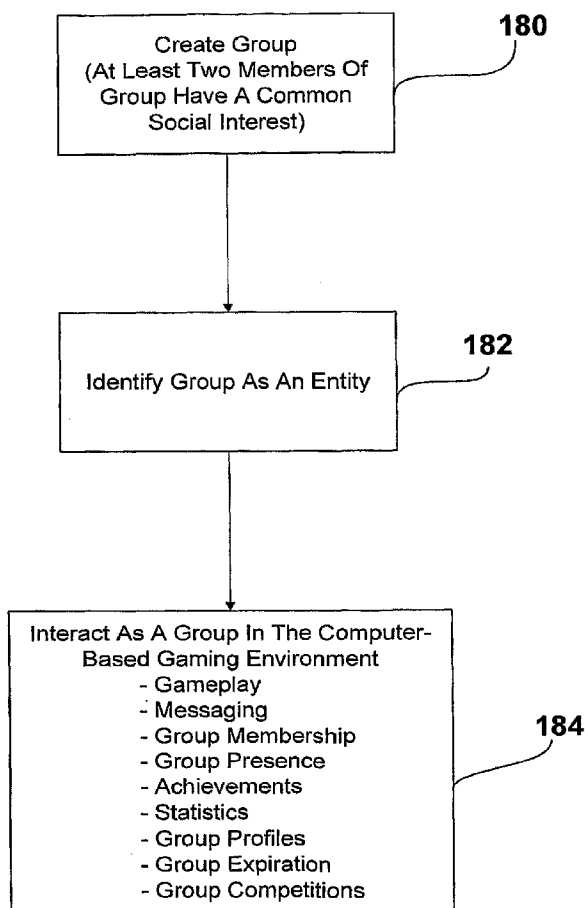 Create Group
(At Least Two Members Of
Group Have A Common
Social Interest)
180
Identify Group As An Entity
182
Interact As A Group In The Computer-
Based Gaming Environment
- Gameplay
- Messaging
- Group Membership
- Group Presence
- Achievements
- Statistics
- Group Profiles
- Group Expiration
- Group Competitions
184